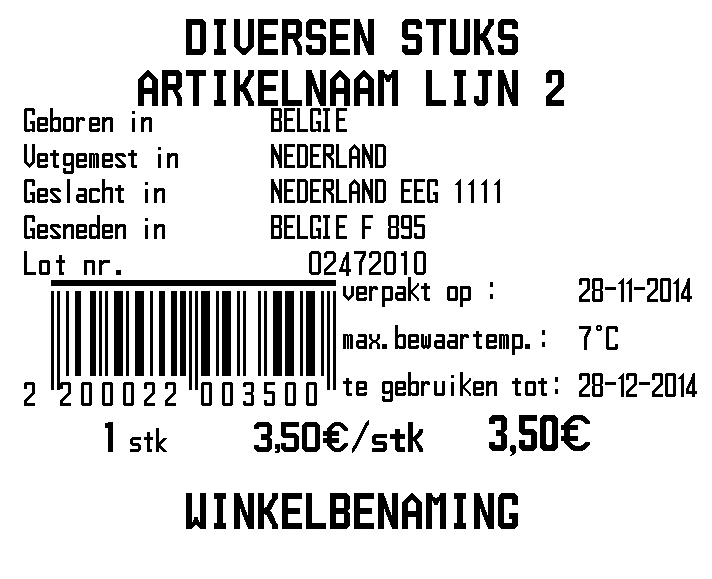 DIVERSEN STUKS
ARTIKELNAAM LIJN 2
Geboren in BELGIE
Vetgemest in NEDERLAND
Geslacht in NEDERLAND EEG 1111
Gesneden in BELGIE F 895
Lot nr. 02472010
verpakt op : 28-11-2014
max.bewaartemp.: 7°C
te gebruiken tot: 28-12-2014
2 200022 003500
1 stk 3,50€/stk 3,50€
WINKELBENAMING